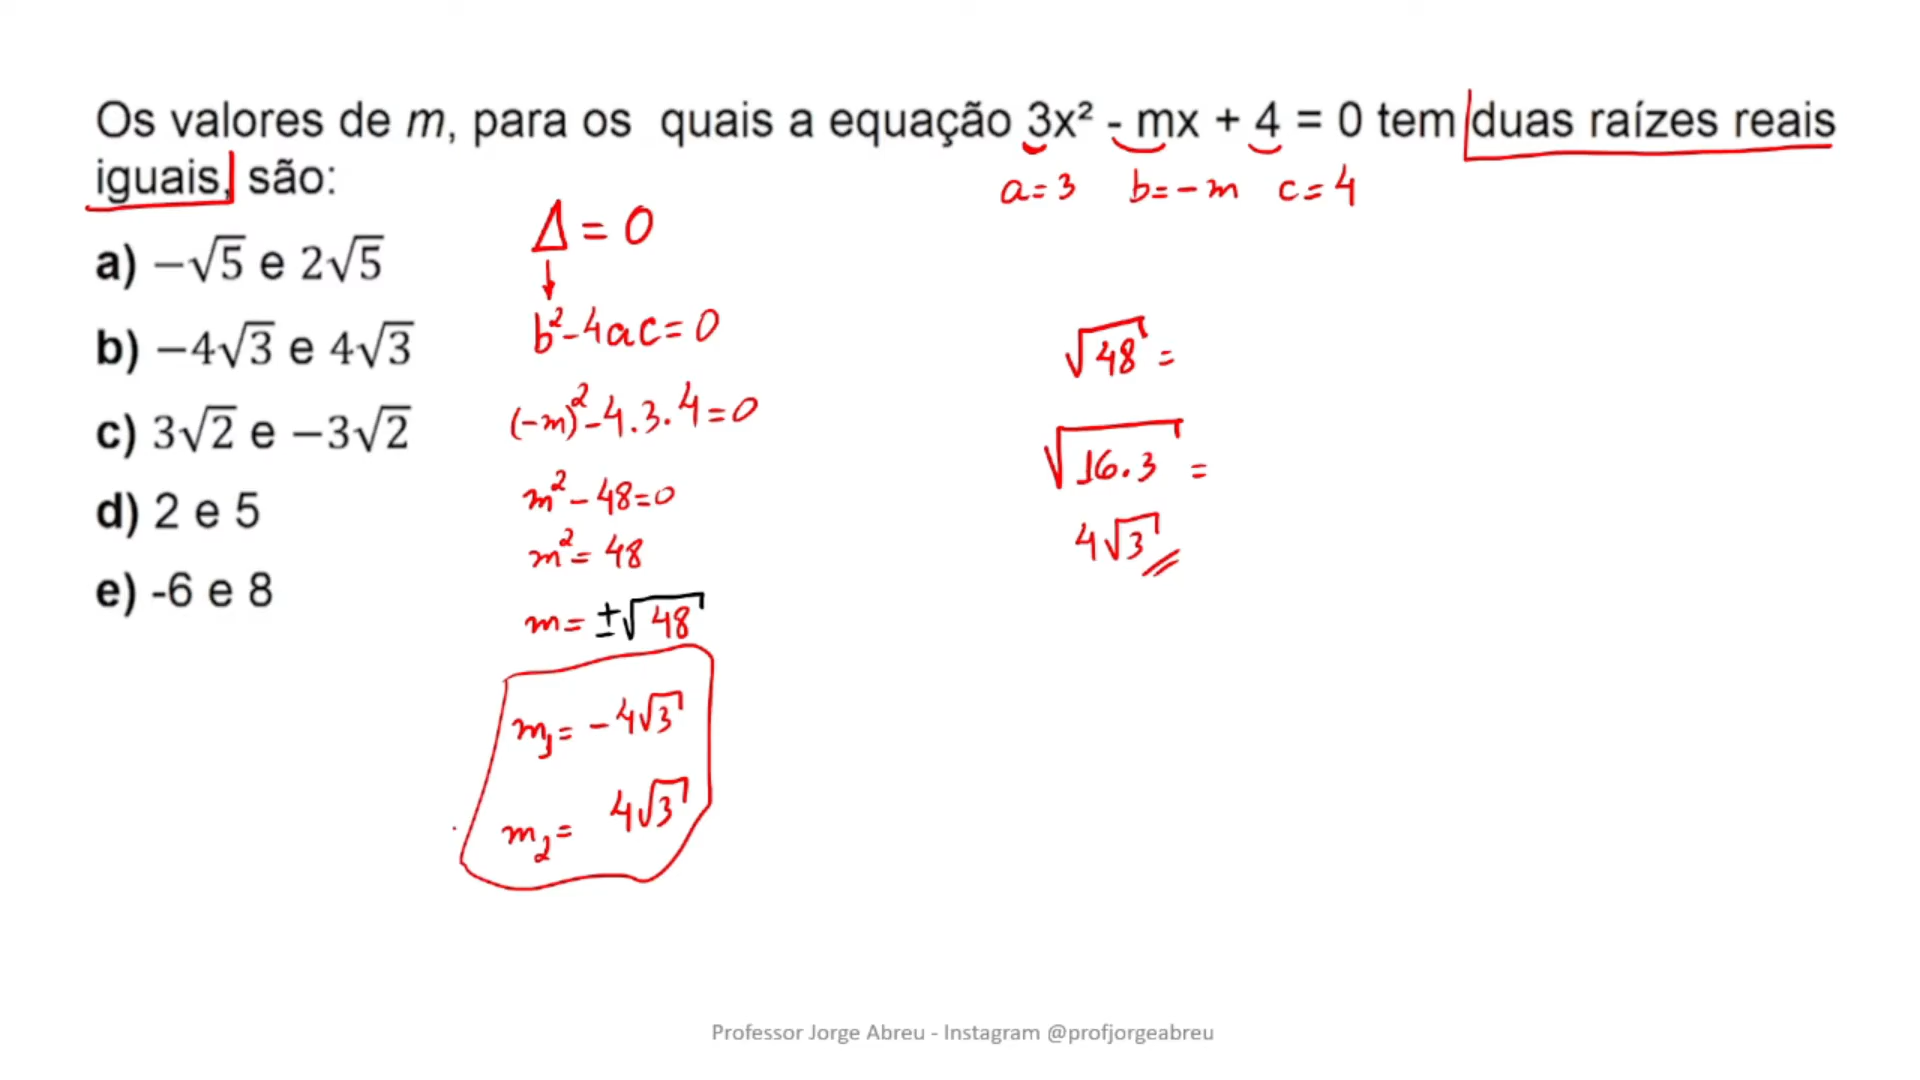 Os valores de m, para os quais a equação 3x² - mx + 4 = 0 tem duas raízes reais
iguais, são:
a=3 b=-m c=4
a) −√5 e 2√5
b) −4√3 e 4√3
c) 3√2 e −3√2
d) 2 e 5
e) -6 e 8
Δ = 0
b²-4ac=0
(-m)²-4.3.4=0
m²-48=0
m²=48
m=±√48
m₁=-4√3
m₂= 4√3
√48 =
√16.3 =
4√3
Professor Jorge Abreu - Instagram @profjorgeabreu